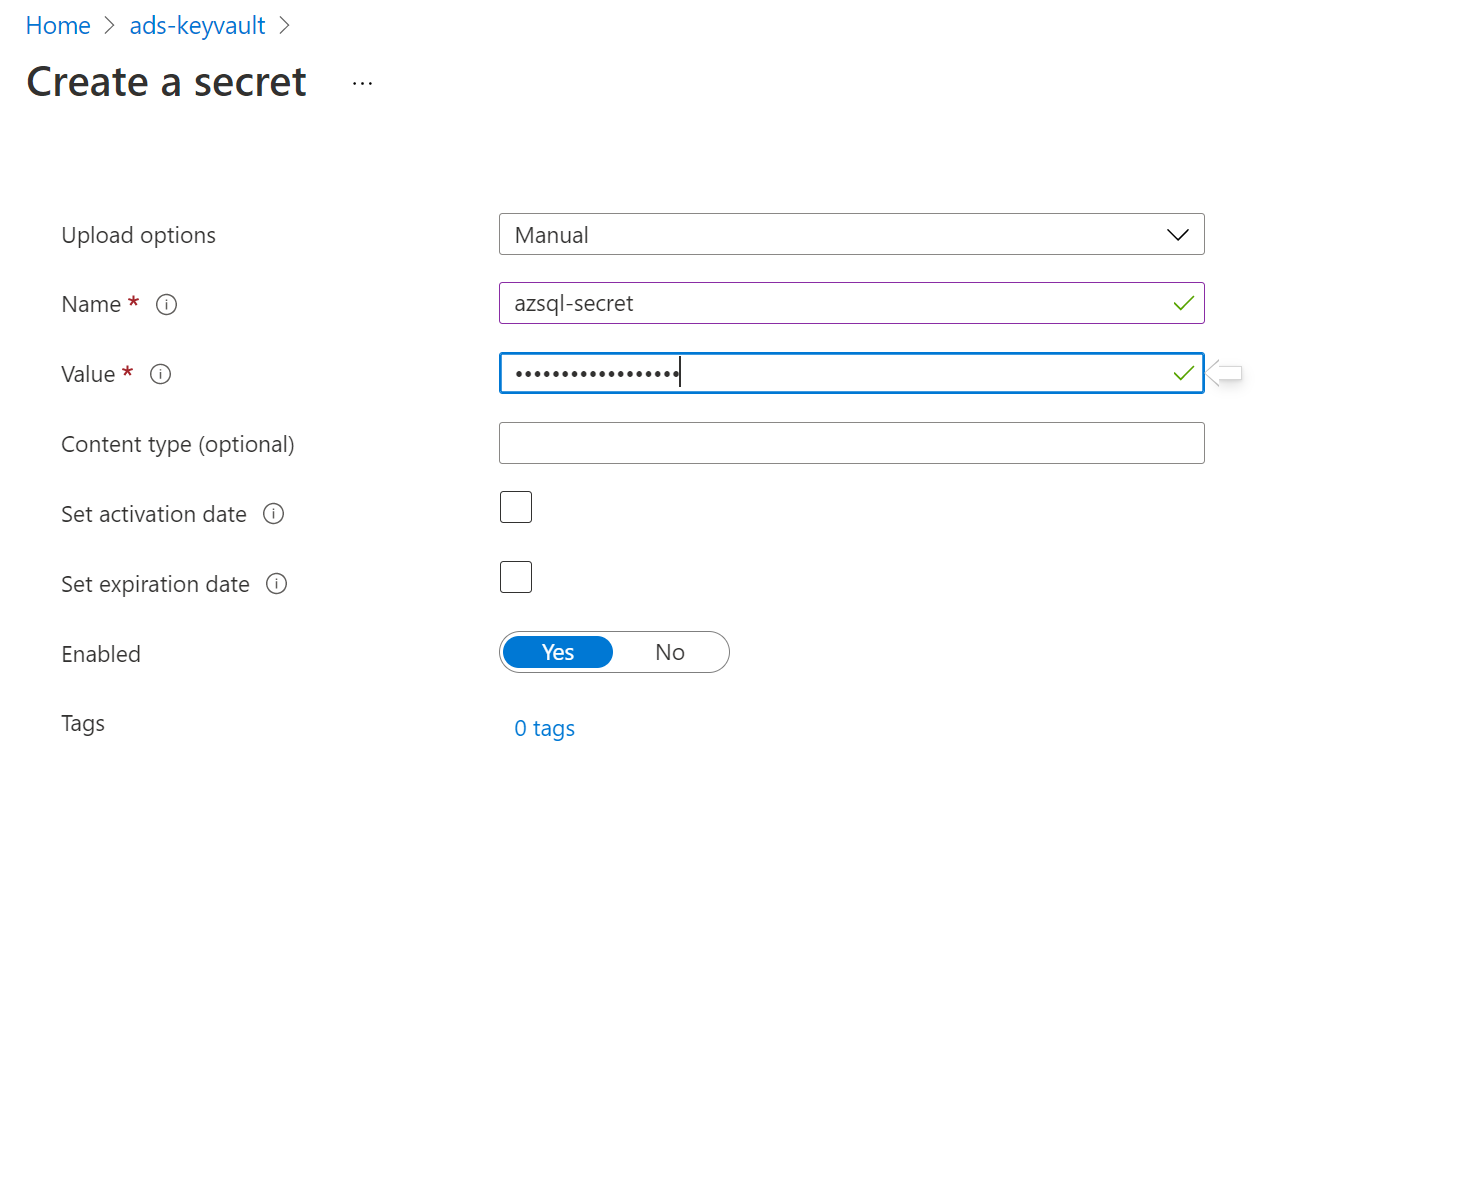 Home > ads-keyvault >
Create a secret ...
Upload options Manual
Name * azsql-secret
Value * ••••••••••••••••••
Content type (optional)
Set activation date
Set expiration date
Enabled Yes No
Tags 0 tags